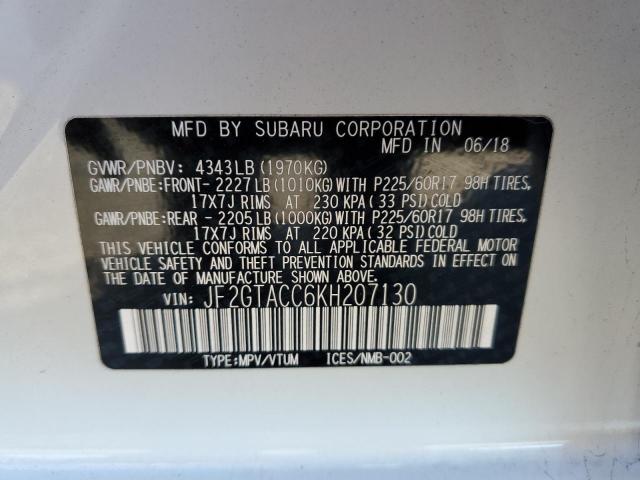 MFD BY SUBARU CORPORATION
MFD IN 06/18
GVWR/PNBV: 4343LB(1970KG)
GAWR/PNBE:FRONT-2227LB(1010KG)WITH P225/60R17 98H TIRES,
17X7J RIMS AT 230 KPA(33 PSI)COLD
GAWR/PNBE:REAR -2205LB(1000KG)WITH P225/60R17 98H TIRES,
17X7J RIMS AT 220 KPA(32 PSI)COLD
THIS VEHICLE CONFORMS TO ALL APPLICABLE FEDERAL MOTOR
VEHICLE SAFETY AND THEFT PREVENTION STANDARDS IN EFFECT
ON THE DATE OF MANUFACTURE SHOWN ABOVE.
VIN: JF2GTACC6KH207130
TYPE:MPV/VTUM ICES/NMB-002